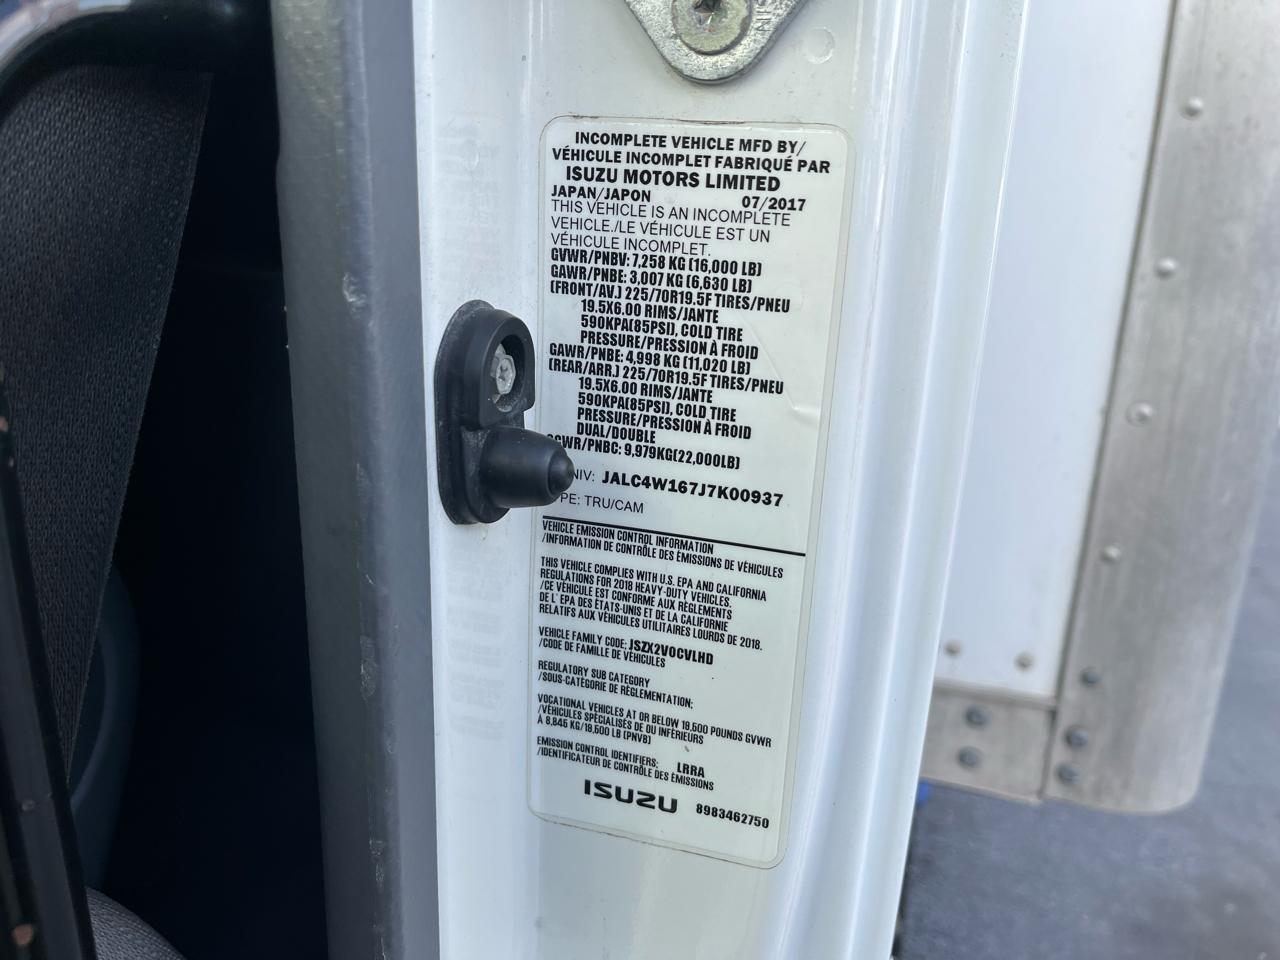 INCOMPLETE VEHICLE MFD BY/
VÉHICULE INCOMPLET FABRIQUÉ PAR
ISUZU MOTORS LIMITED
JAPAN/JAPON 07/2017
THIS VEHICLE IS AN INCOMPLETE
VEHICLE./LE VÉHICULE EST UN
VÉHICULE INCOMPLET.
GVWR/PNBV: 7,258 KG (16,000 LB)
GAWR/PNBE: 3,007 KG (6,630 LB)
(FRONT/AV.) 225/70R19.5F TIRES/PNEU
19.5X6.00 RIMS/JANTE
590KPA(85PSI), COLD TIRE
PRESSURE/PRESSION À FROID
GAWR/PNBE: 4,998 KG (11,020 LB)
(REAR/ARR.) 225/70R19.5F TIRES/PNEU
19.5X6.00 RIMS/JANTE
590KPA(85PSI), COLD TIRE
PRESSURE/PRESSION À FROID
DUAL/DOUBLE
GCWR/PNBC: 9,979KG(22,000LB)
NIV: JALC4W167J7K00937
PE: TRU/CAM
VEHICLE EMISSION CONTROL INFORMATION
/INFORMATION DE CONTRÔLE DES ÉMISSIONS DE VÉHICULES
THIS VEHICLE COMPLIES WITH U.S. EPA AND CALIFORNIA
REGULATIONS FOR 2018 HEAVY-DUTY VEHICLES.
/CE VÉHICULE EST CONFORME AUX RÈGLEMENTS
DE L' EPA DES ÉTATS-UNIS ET DE LA CALIFORNIE
RELATIFS AUX VÉHICULES UTILITAIRES LOURDS DE 2018.
VEHICLE FAMILY CODE: JSZX2VOCVLHD
/CODE DE FAMILLE DE VÉHICULES
REGULATORY SUB CATEGORY
/SOUS-CATÉGORIE DE RÉGLEMENTATION:
VOCATIONAL VEHICLES AT OR BELOW 19,500 POUNDS GVWR
/VÉHICULES SPÉCIALISÉS DE OU INFÉRIEURS
À 8,845 KG/19,500 LB (PNVB)
EMISSION CONTROL IDENTIFIERS: LRRA
/IDENTIFICATEUR DE CONTRÔLE DES ÉMISSIONS
ISUZU 8983462750